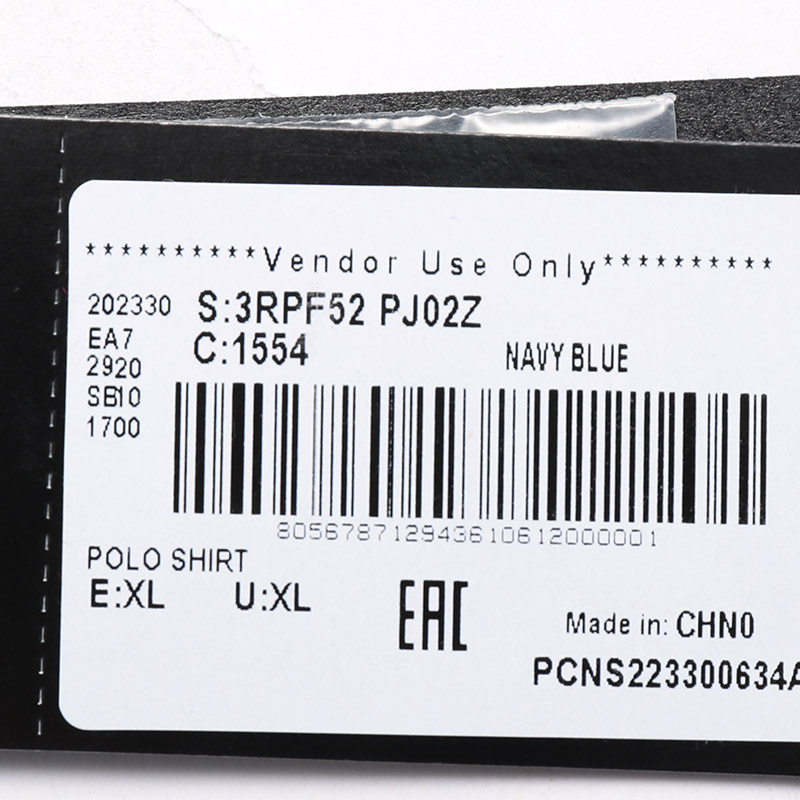 **********Vendor Use Only**********
202330 S:3RPF52 PJ02Z
EA7 C:1554 NAVY BLUE
2920
SB10
1700
805678712943610612000001
POLO SHIRT
E:XL U:XL EAC
Made in: CHN0
PCNS223300634A